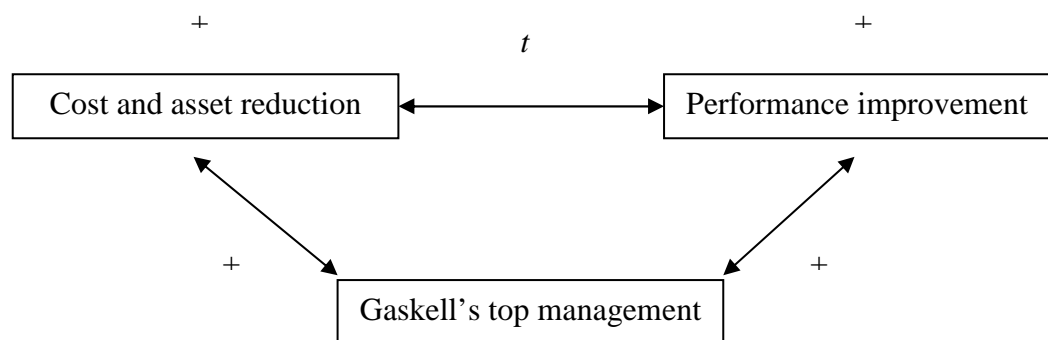 + +
t
Cost and asset reduction Performance improvement
+ +
Gaskell’s top management